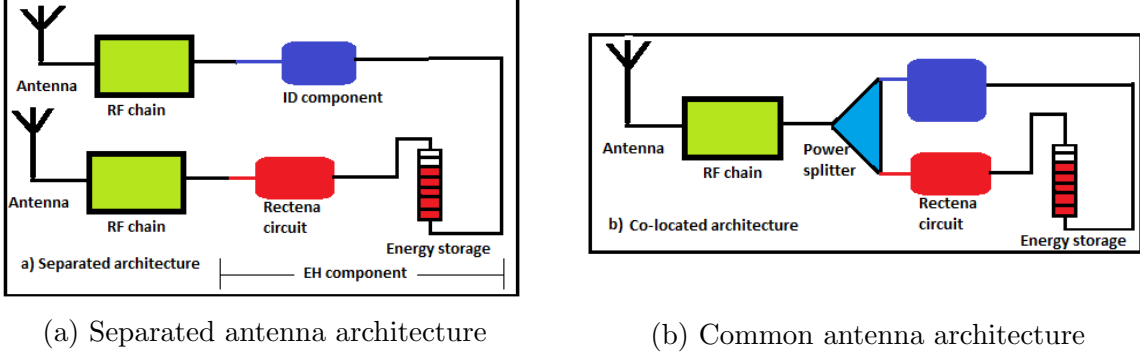 Antenna
RF chain
ID component
Antenna
RF chain
Rectena
circuit
Energy storage
a) Separated architecture
EH component
(a) Separated antenna architecture
Antenna
RF chain
Power
splitter
Rectena
circuit
Energy storage
b) Co-located architecture
(b) Common antenna architecture